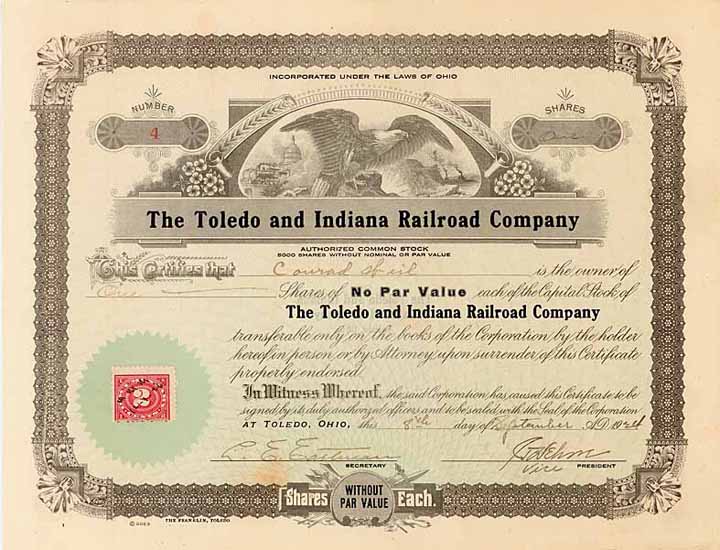 INCORPORATED UNDER THE LAWS OF OHIO
NUMBER
4
SHARES
One
The Toledo and Indiana Railroad Company
AUTHORIZED COMMON STOCK
5000 SHARES WITHOUT NOMINAL OR PAR VALUE
This Certifies that Conrad is the owner of
One Shares of No Par Value each of the Capital Stock of
The Toledo and Indiana Railroad Company
transferable only on the books of the Corporation by the holder
hereof in person or by Attorney upon surrender of this Certificate
properly endorsed.
In Witness Whereof, the said Corporation has caused this Certificate to be
signed by its duly authorized officers and to be sealed with the Seal of the Corporation
AT TOLEDO, OHIO, this 8th day of September A.D. 1924
2
SECRETARY
Vice PRESIDENT
Shares WITHOUT PAR VALUE Each.
THE FRANKLIN, TOLEDO